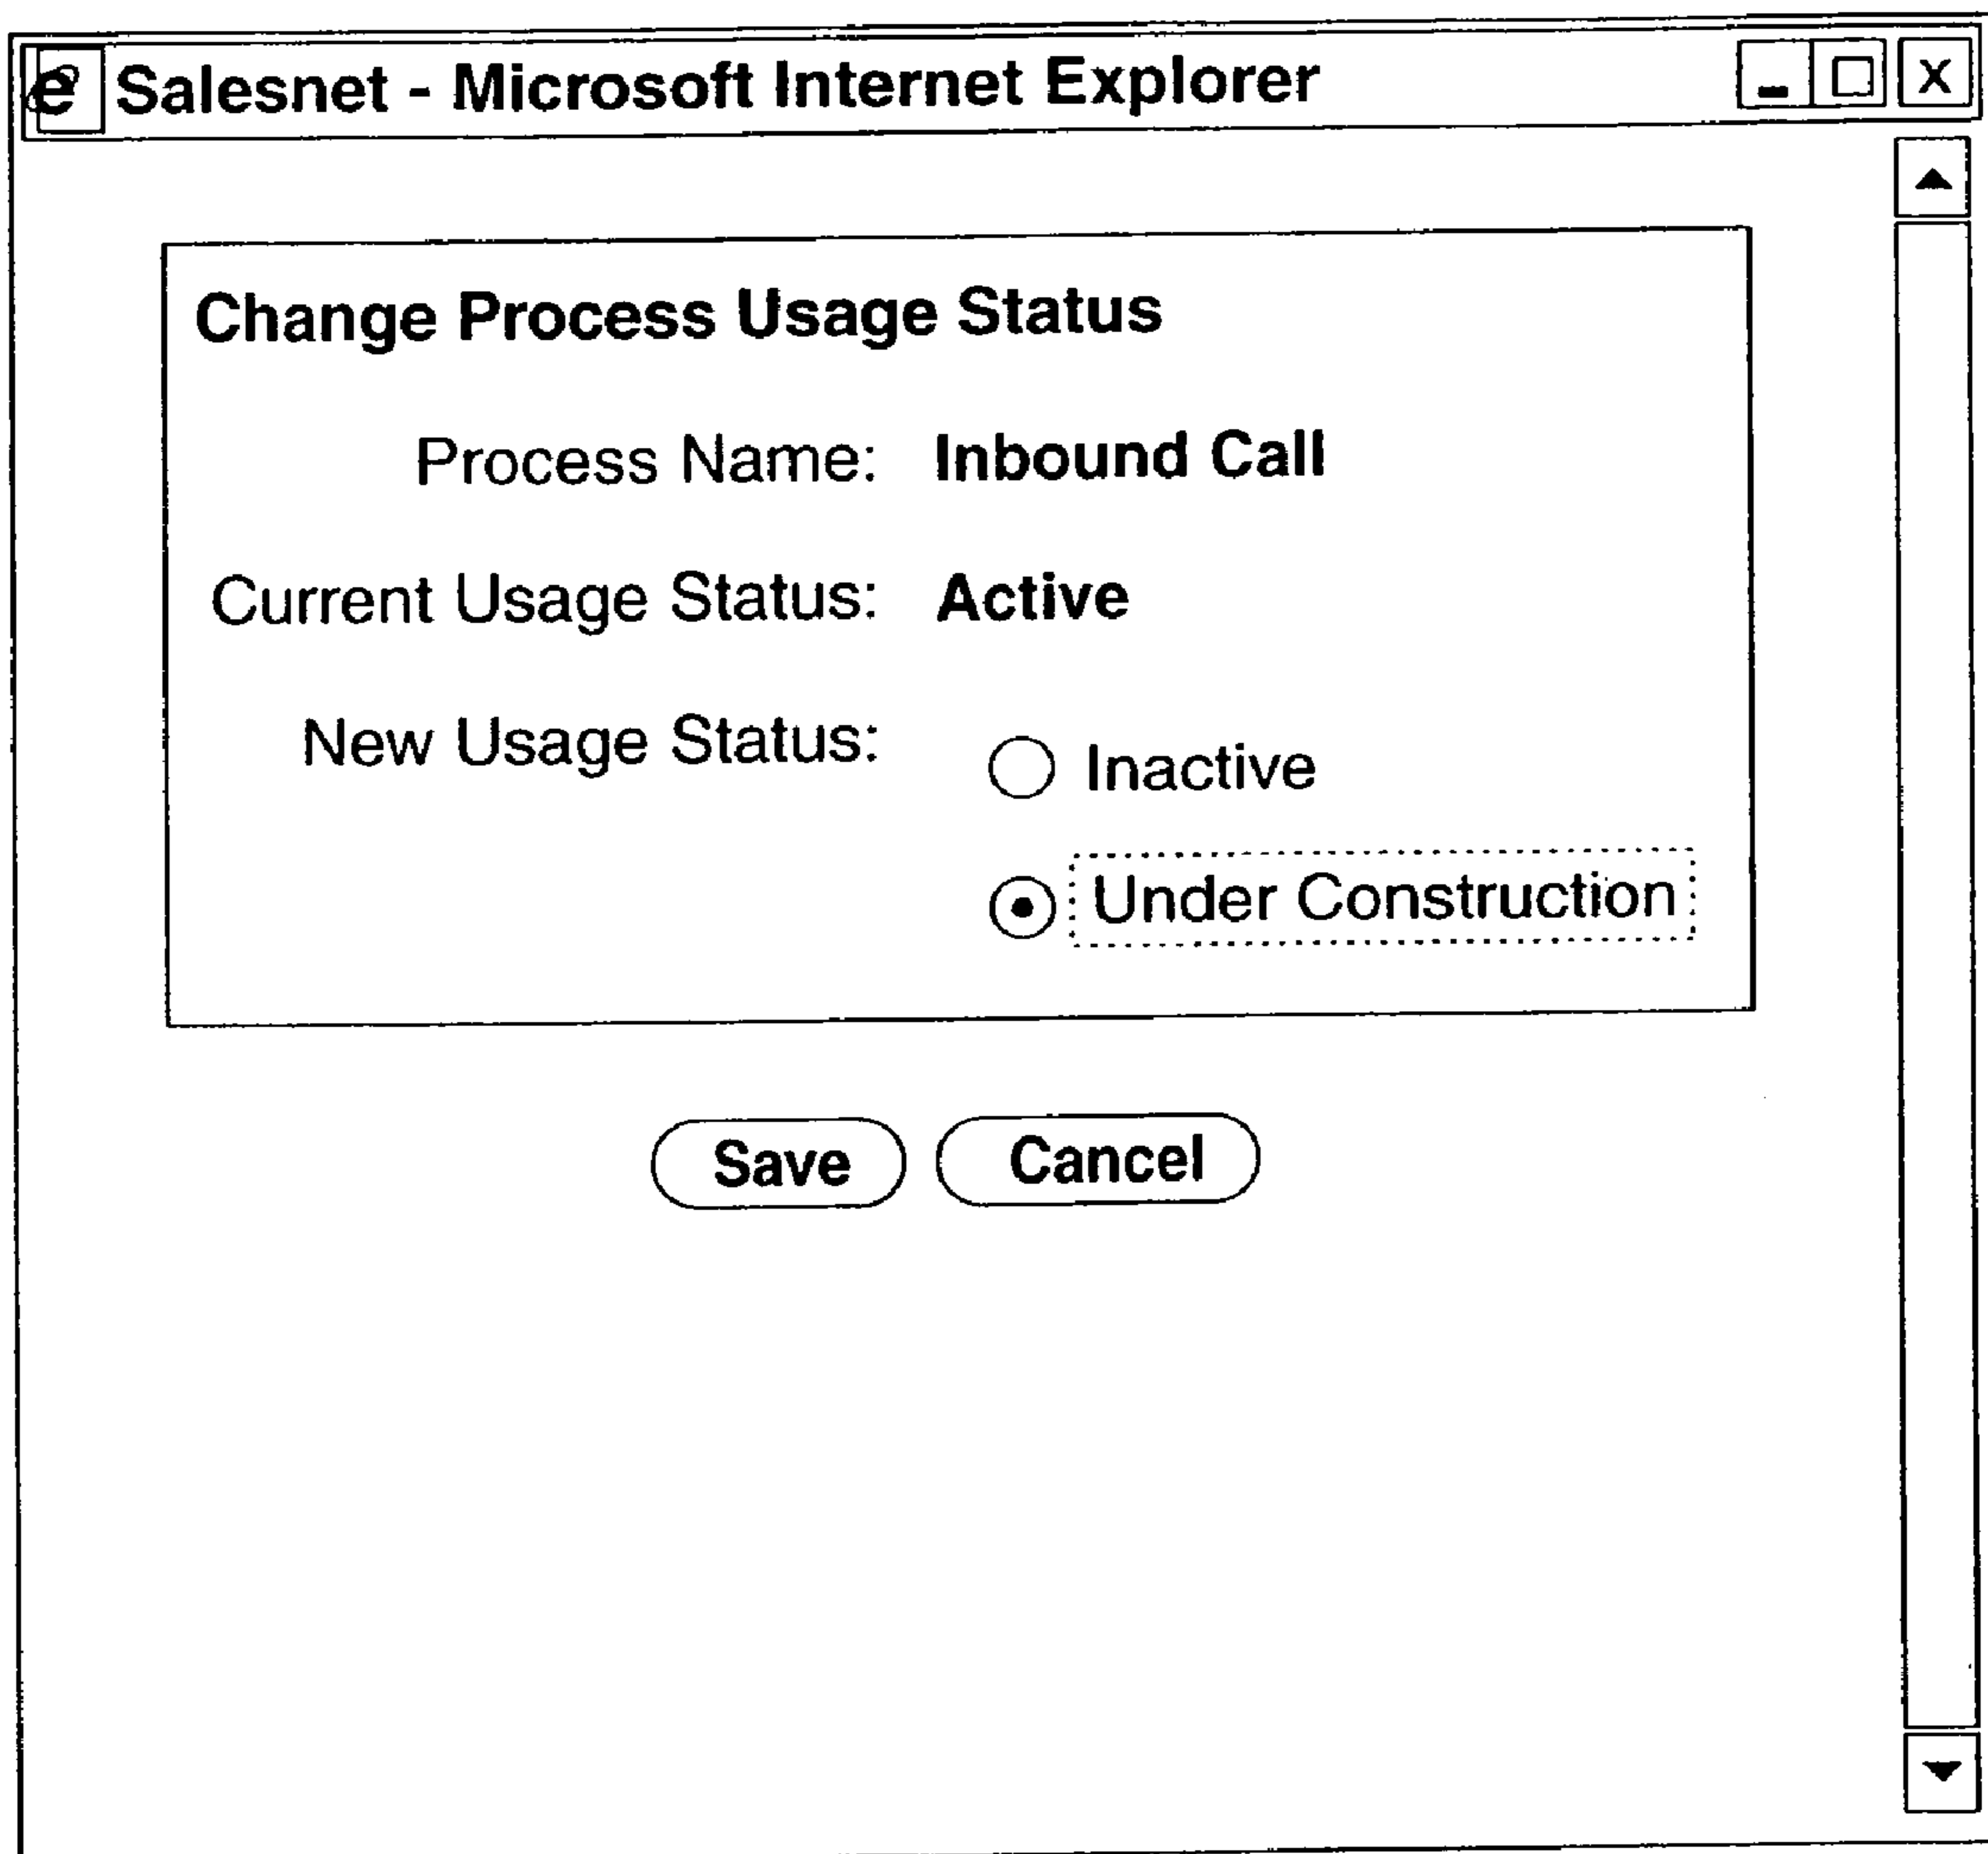 e Salesnet - Microsoft Internet Explorer X
Change Process Usage Status
Process Name: Inbound Call
Current Usage Status: Active
New Usage Status: Inactive
Under Construction
Save Cancel